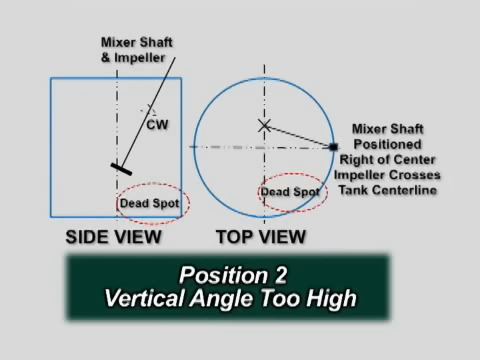 Mixer Shaft
& Impeller
CW
Dead Spot
SIDE VIEW
Dead Spot
TOP VIEW
Mixer Shaft
Positioned
Right of Center
Impeller Crosses
Tank Centerline
Position 2
Vertical Angle Too High